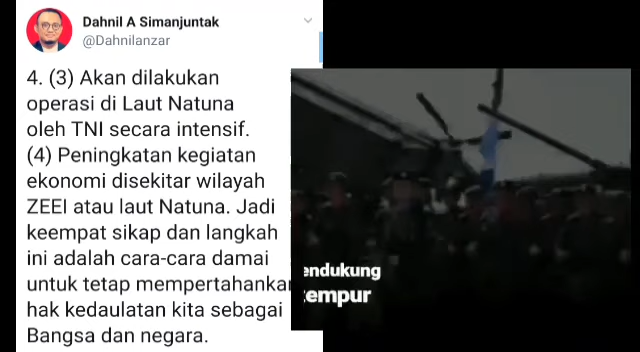 Dahnil A Simanjuntak
@Dahnilanzar
4. (3) Akan dilakukan
operasi di Laut Natuna
oleh TNI secara intensif.
(4) Peningkatan kegiatan
ekonomi disekitar wilayah
ZEEI atau laut Natuna. Jadi
keempat sikap dan langkah
ini adalah cara-cara damai
untuk tetap mempertahankan
hak kedaulatan kita sebagai
Bangsa dan negara.
endukung
tempur